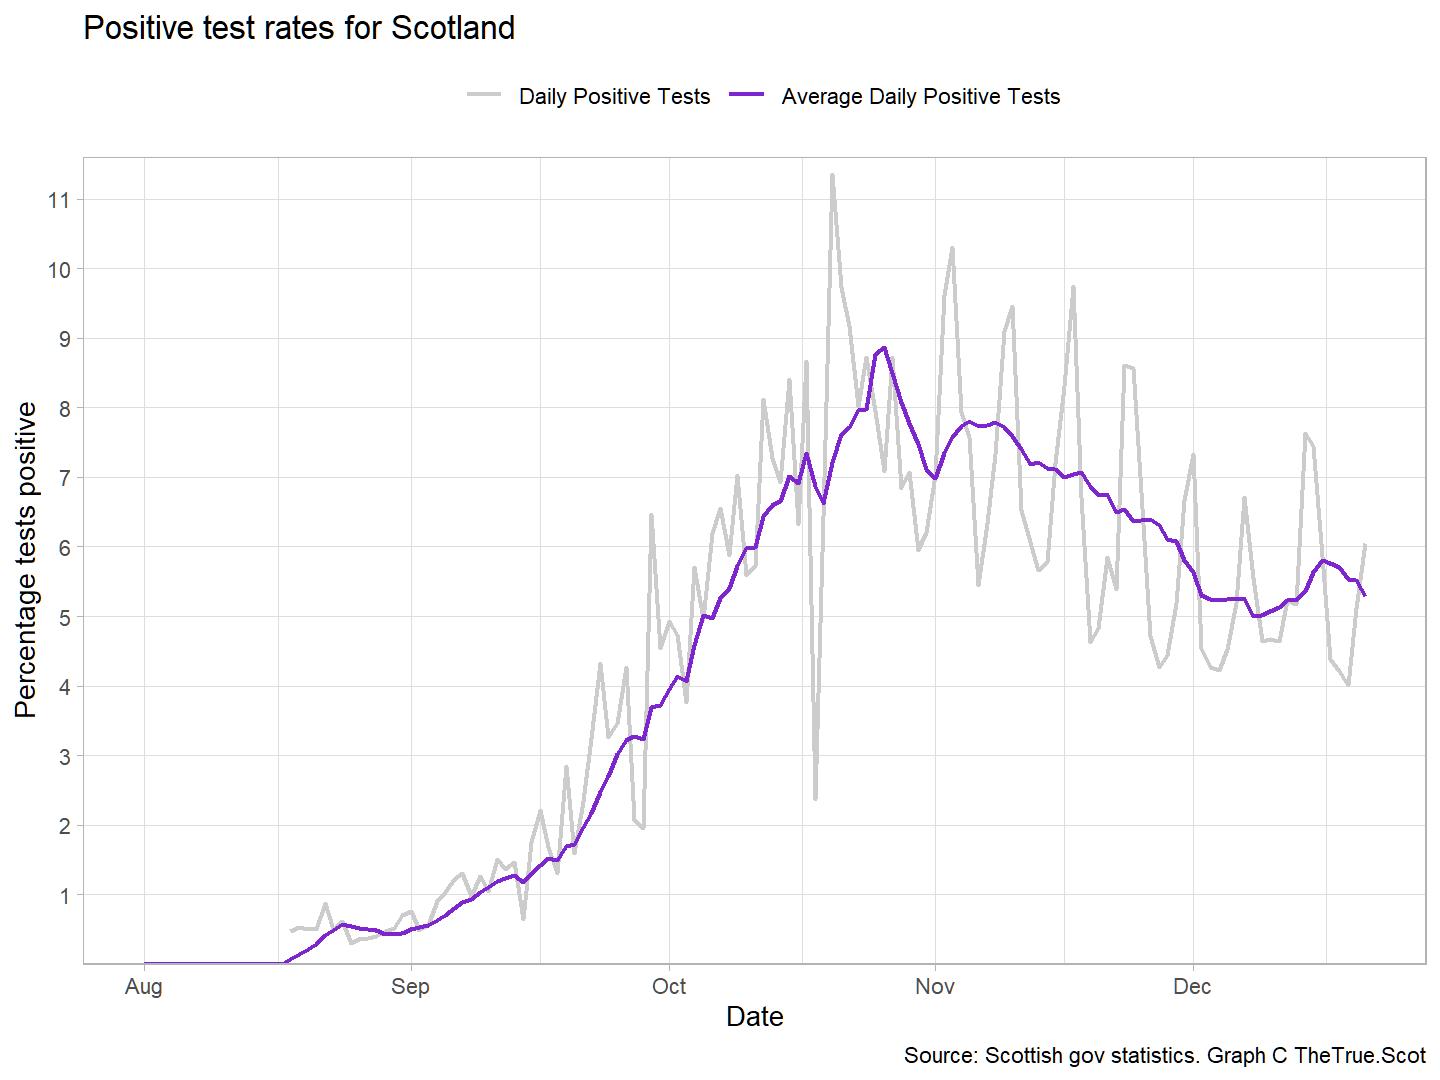 Positive test rates for Scotland
Daily Positive Tests Average Daily Positive Tests
11
10
9
8
7
6
5
4
3
2
1
Percentage tests positive
Aug Sep Oct Nov Dec
Date
Source: Scottish gov statistics. Graph C TheTrue.Scot